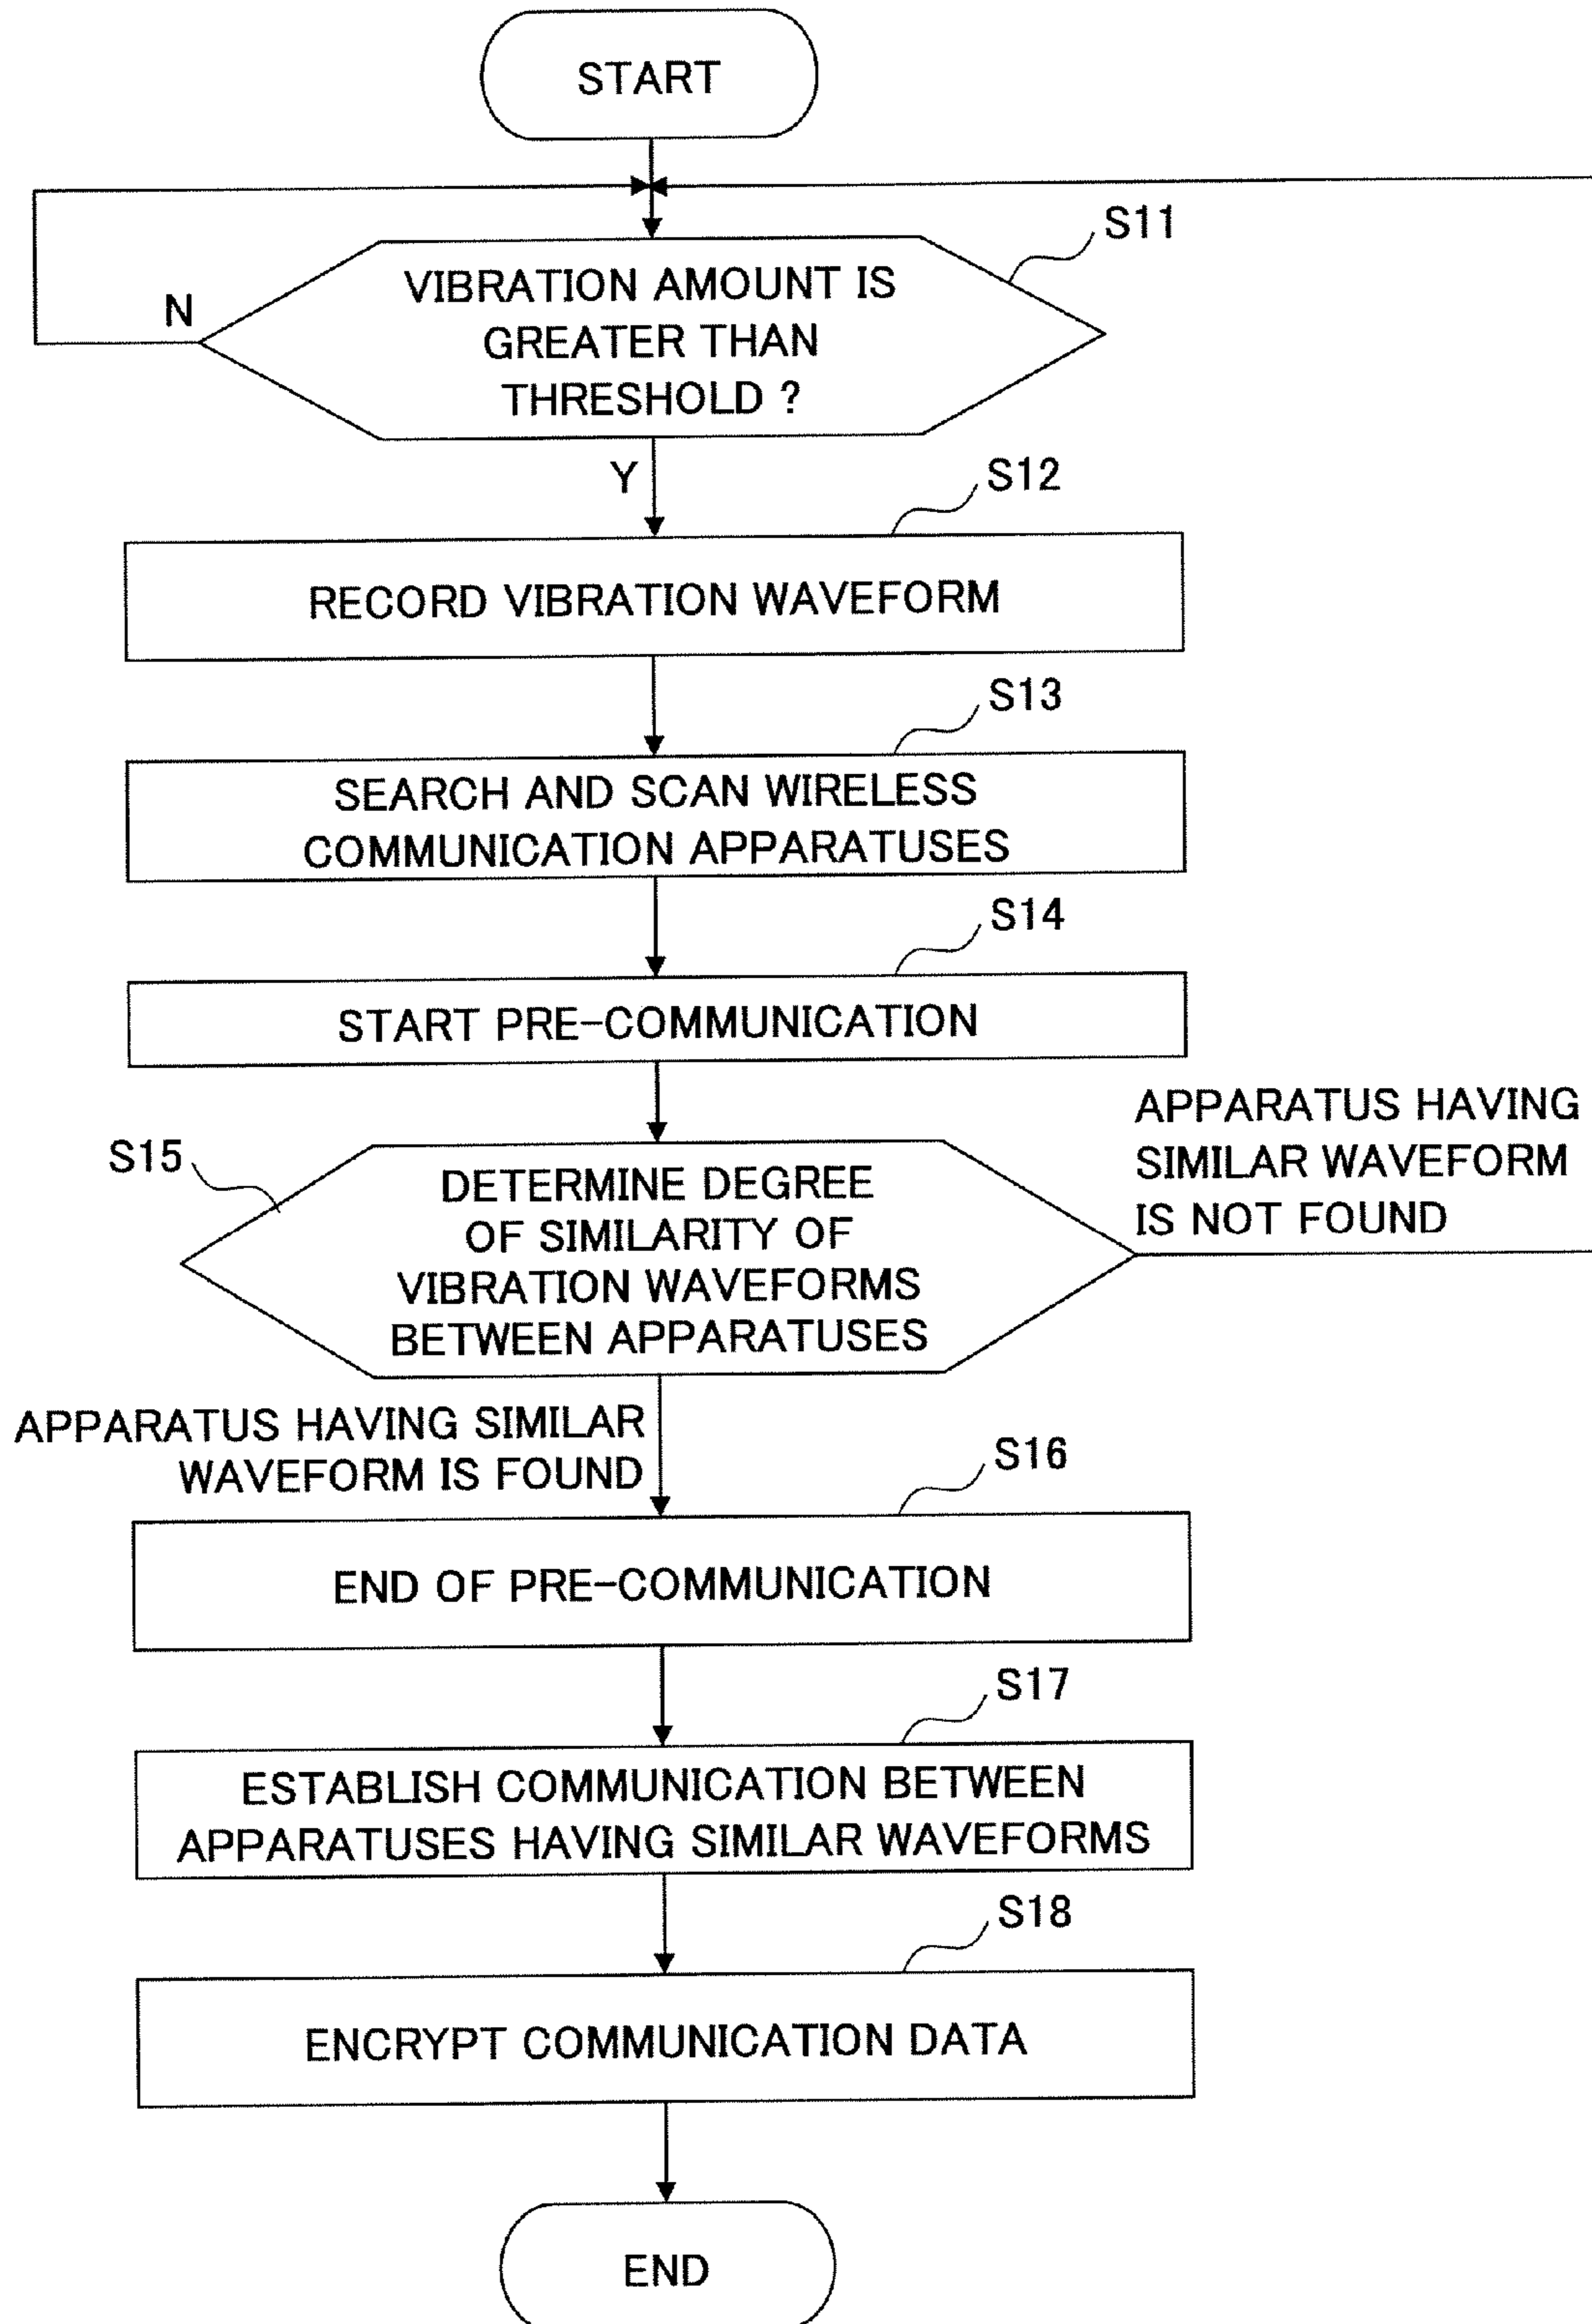 START
S11
VIBRATION AMOUNT IS
GREATER THAN
THRESHOLD ?
N
Y
S12
RECORD VIBRATION WAVEFORM
S13
SEARCH AND SCAN WIRELESS
COMMUNICATION APPARATUSES
S14
START PRE-COMMUNICATION
S15
DETERMINE DEGREE
OF SIMILARITY OF
VIBRATION WAVEFORMS
BETWEEN APPARATUSES
APPARATUS HAVING
SIMILAR WAVEFORM
IS NOT FOUND
APPARATUS HAVING SIMILAR
WAVEFORM IS FOUND
S16
END OF PRE-COMMUNICATION
S17
ESTABLISH COMMUNICATION BETWEEN
APPARATUSES HAVING SIMILAR WAVEFORMS
S18
ENCRYPT COMMUNICATION DATA
END